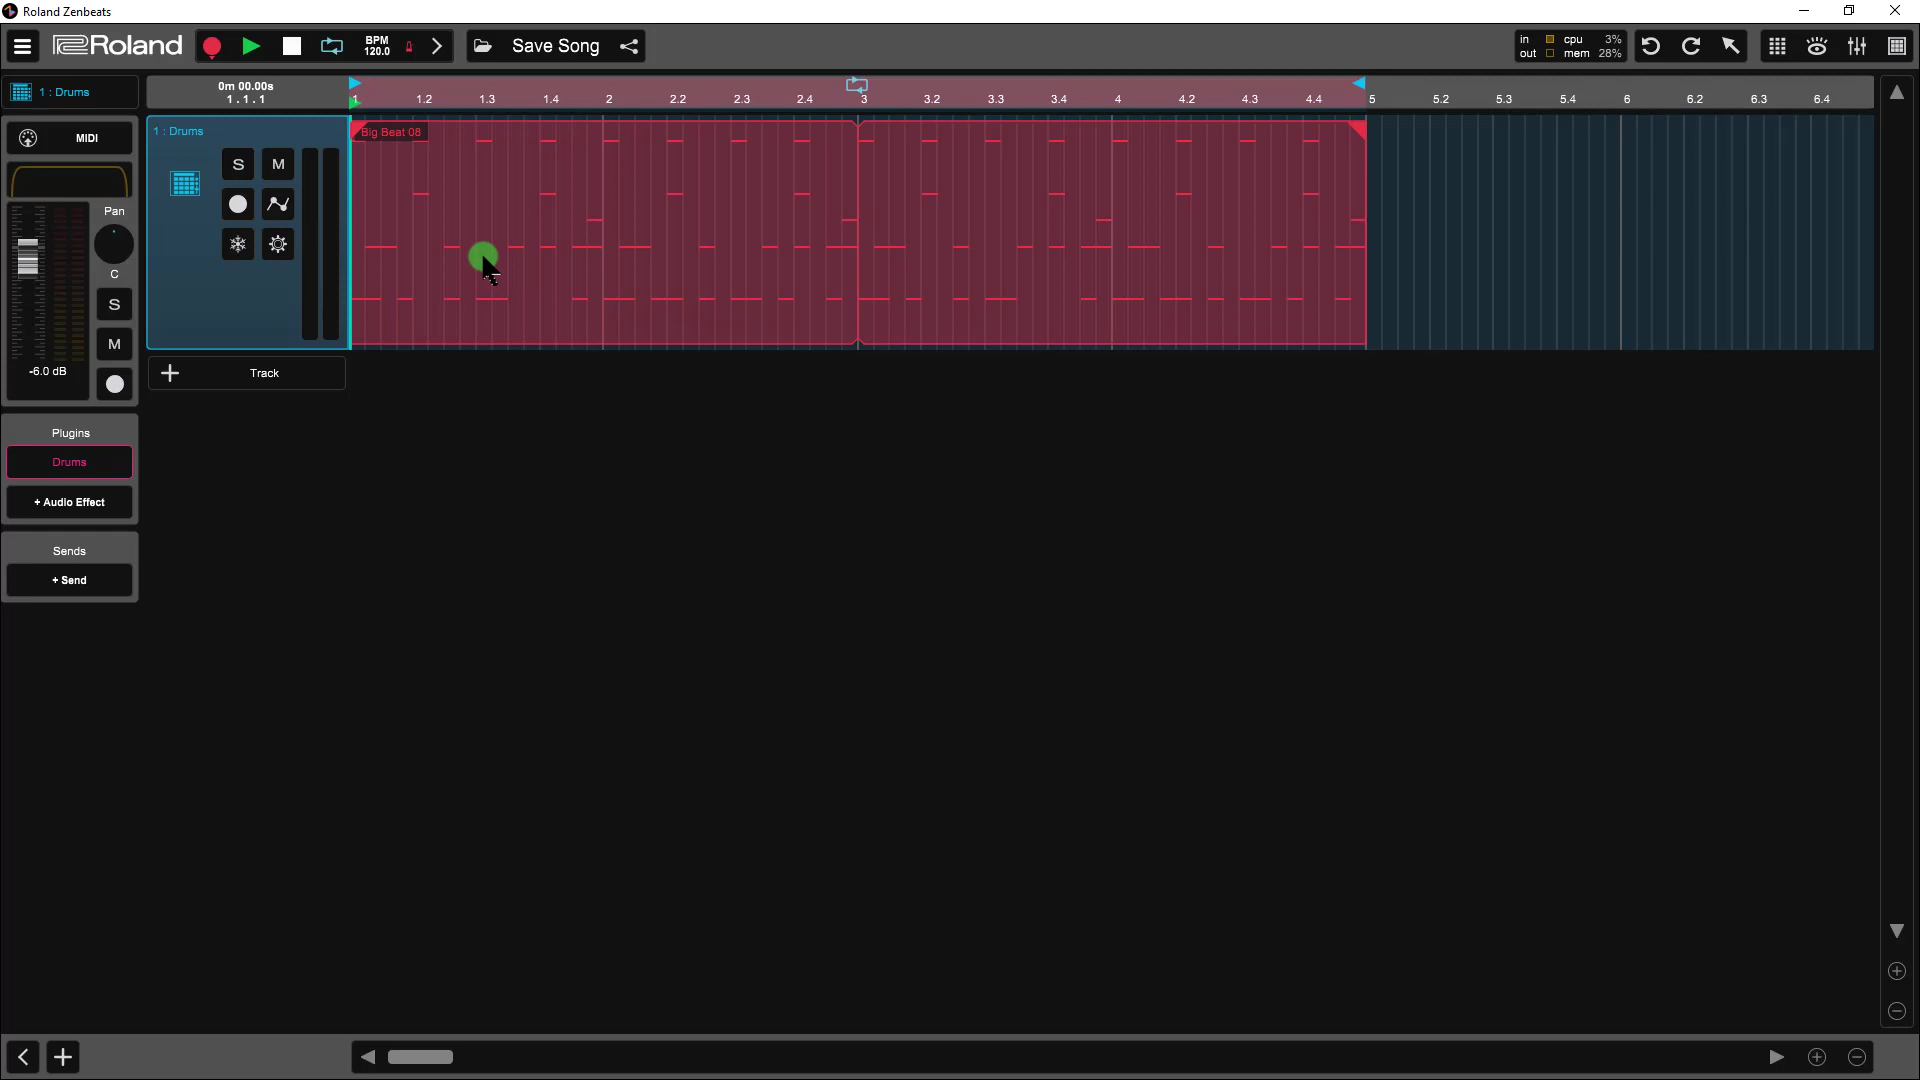 Roland Zenbeats
Roland
BPM
120.0
Save Song
in cpu 3%
out mem 28%
1 : Drums
0m 00.00s
1. 1. 1
1 1.2 1.3 1.4 2 2.2 2.3 2.4 3 3.2 3.3 3.4 4 4.2 4.3 4.4 5 5.2 5.3 5.4 6 6.2 6.3 6.4
MIDI
1 : Drums
Big Beat 08
S M
Pan
C
S
M
-6.0 dB
Track
Plugins
Drums
+ Audio Effect
Sends
+ Send